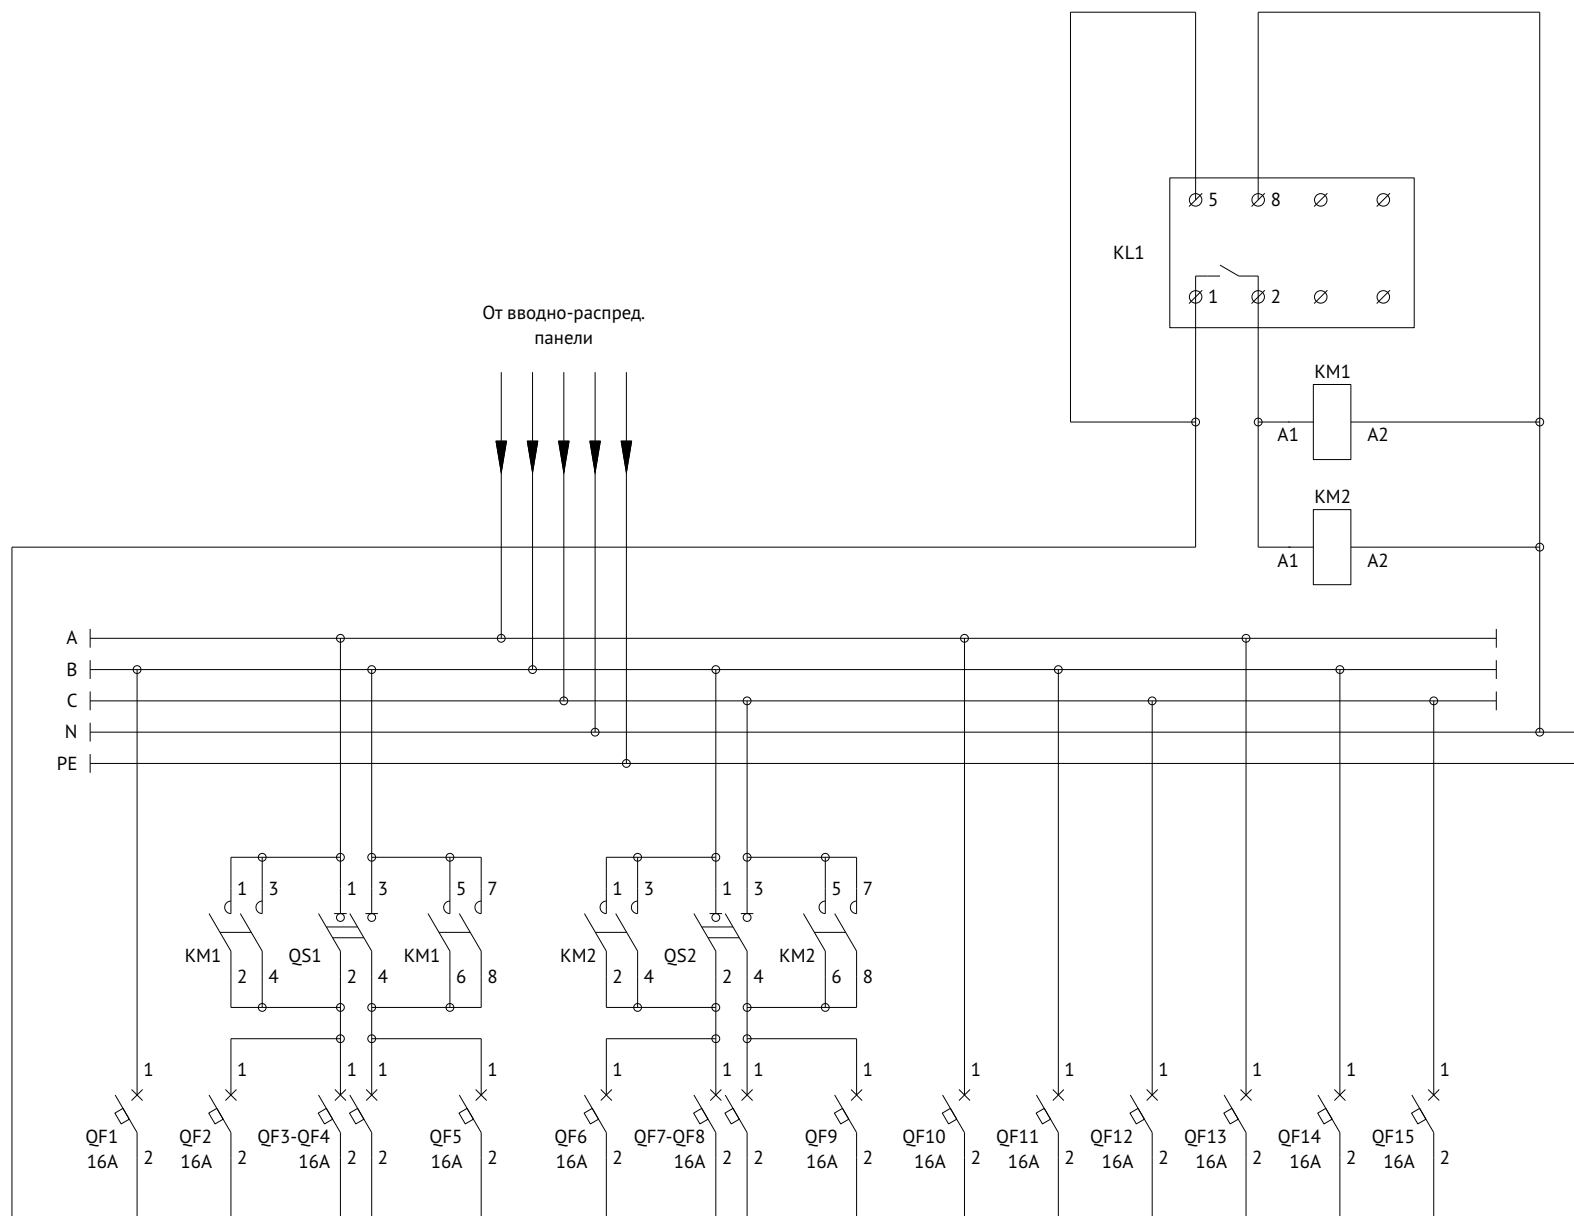 5 8
KL1
1 2
От вводно-распред.
панели
KM1
A1 A2
KM2
A1 A2
A
B
C
N
PE
1 3 1 3 5 7 1 3 1 3 5 7
KM1 QS1 KM1 KM2 QS2 KM2
2 4 2 4 6 8 2 4 2 4 6 8
1 1 1 1 1 1 1 1 1 1 1 1 1 1 1
QF1 QF2 QF3-QF4 QF5 QF6 QF7-QF8 QF9 QF10 QF11 QF12 QF13 QF14 QF15
16A 2 16A 2 16A 2 2 16A 2 16A 2 16A 2 2 16A 2 16A 2 16A 2 16A 2 16A 2 16A 2 16A 2